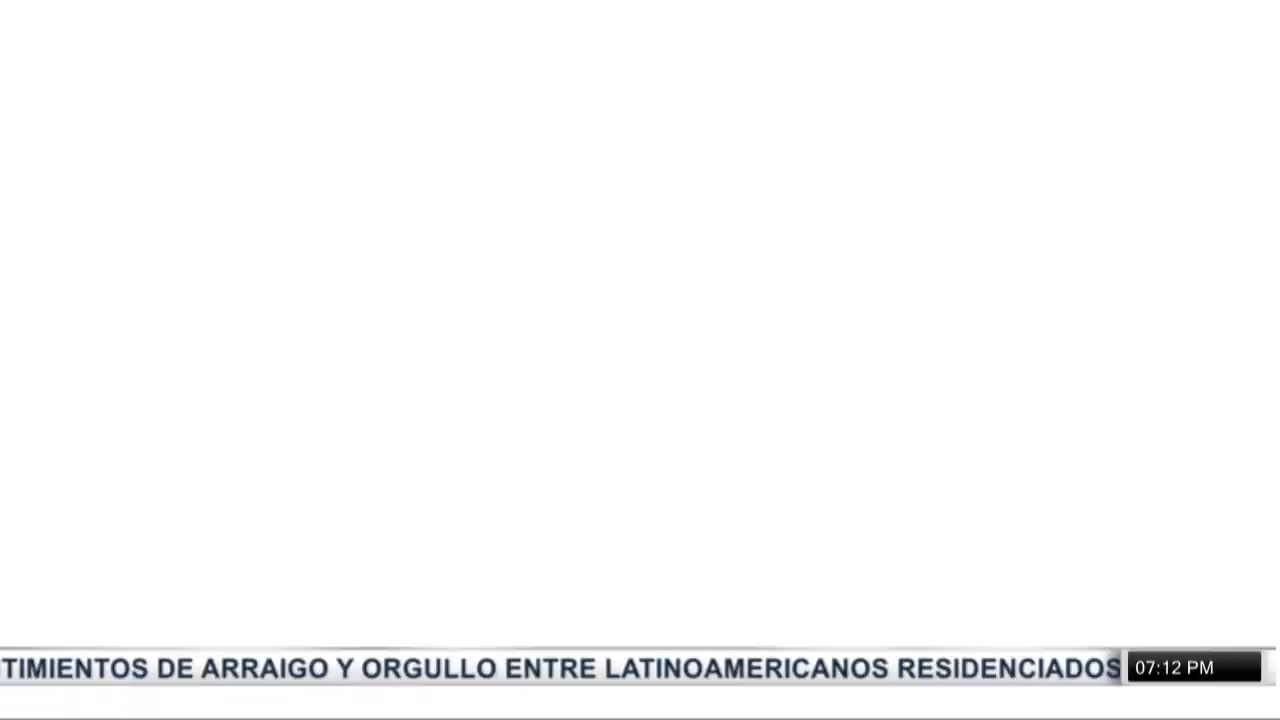 TIMIENTOS DE ARRAIGO Y ORGULLO ENTRE LATINOAMERICANOS RESIDENCIADOS
07:12 PM